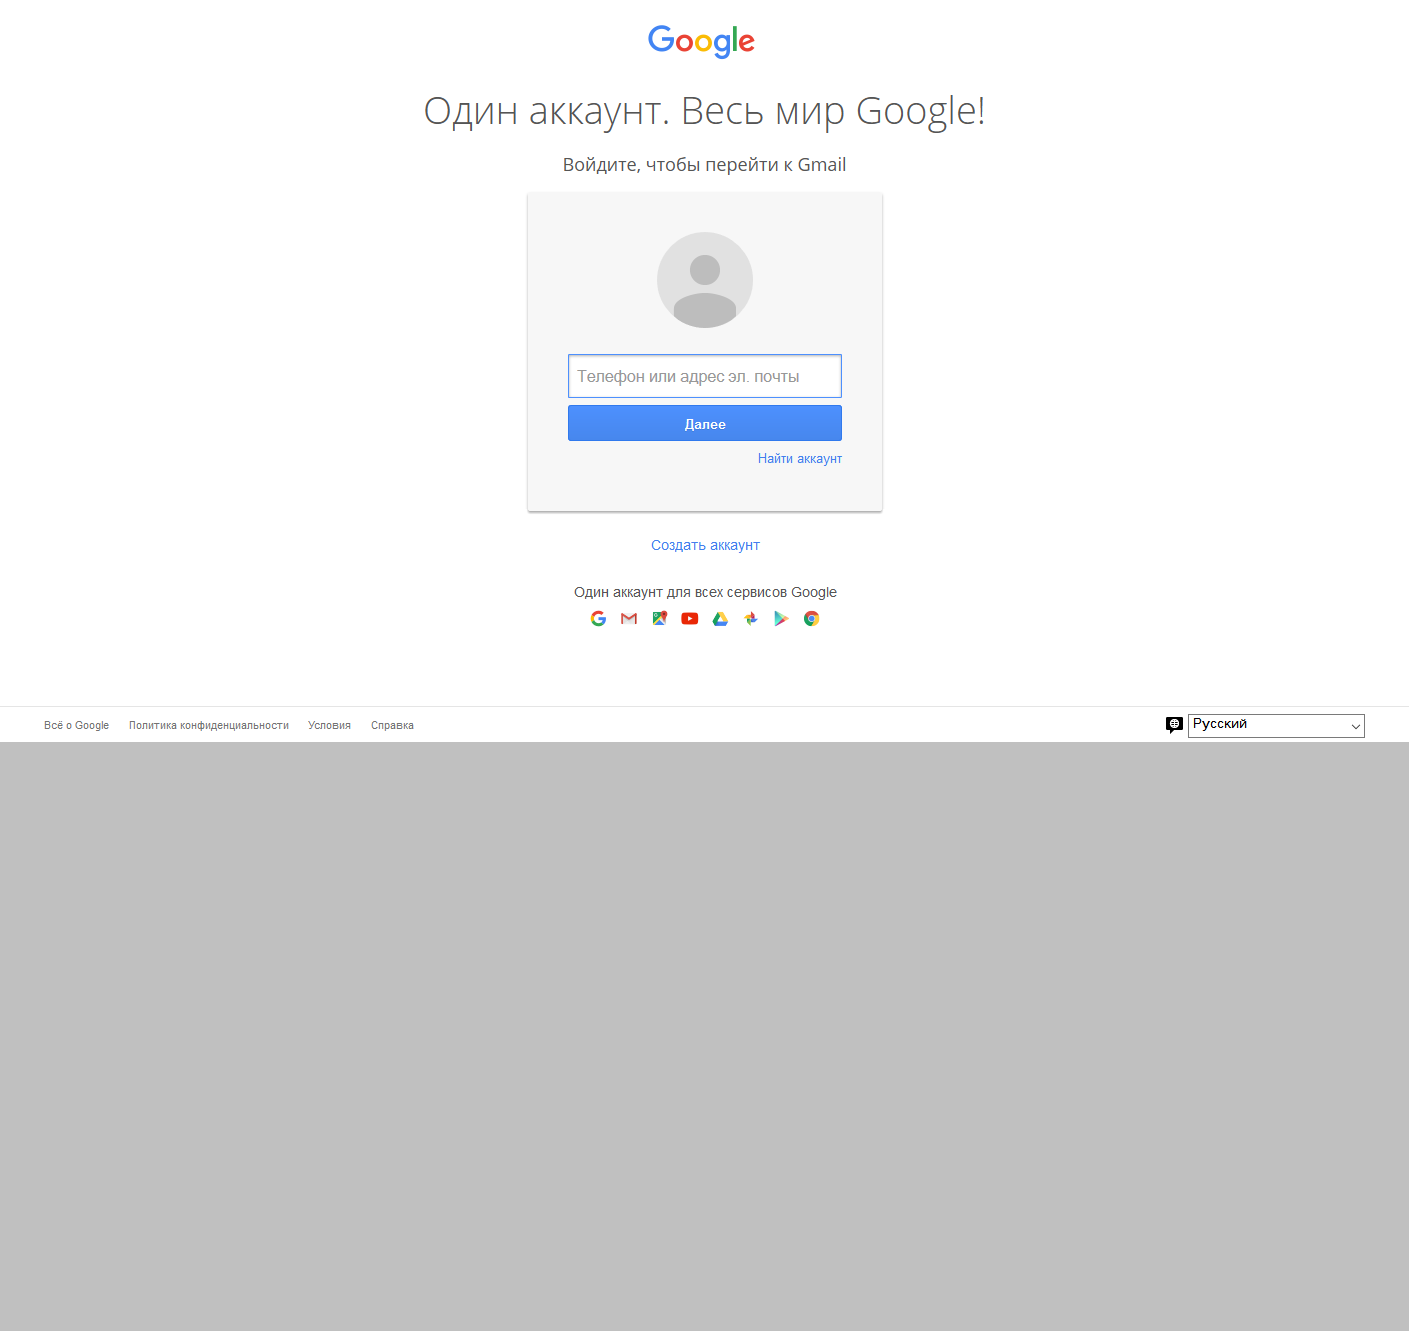 Google
Один аккаунт. Весь мир Google!
Войдите, чтобы перейти к Gmail
Телефон или адрес эл. почты
Далее
Найти аккаунт
Создать аккаунт
Один аккаунт для всех сервисов Google
Всё о Google Политика конфиденциальности Условия Справка Русский